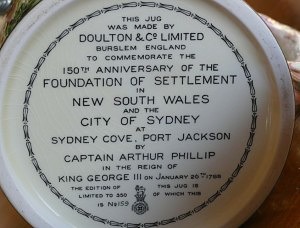 THIS JUG
WAS MADE BY
DOULTON & Co. LIMITED
BURSLEM ENGLAND
TO COMMEMORATE THE
150TH ANNIVERSARY OF THE
FOUNDATION OF SETTLEMENT
IN
NEW SOUTH WALES
AND THE
CITY OF SYDNEY
AT
SYDNEY COVE, PORT JACKSON
BY
CAPTAIN ARTHUR PHILLIP
IN THE REIGN OF
KING GEORGE III ON JANUARY 26TH 1788
THE EDITION OF THIS JUG IS
LIMITED TO 350 OF WHICH THIS
IS No 159